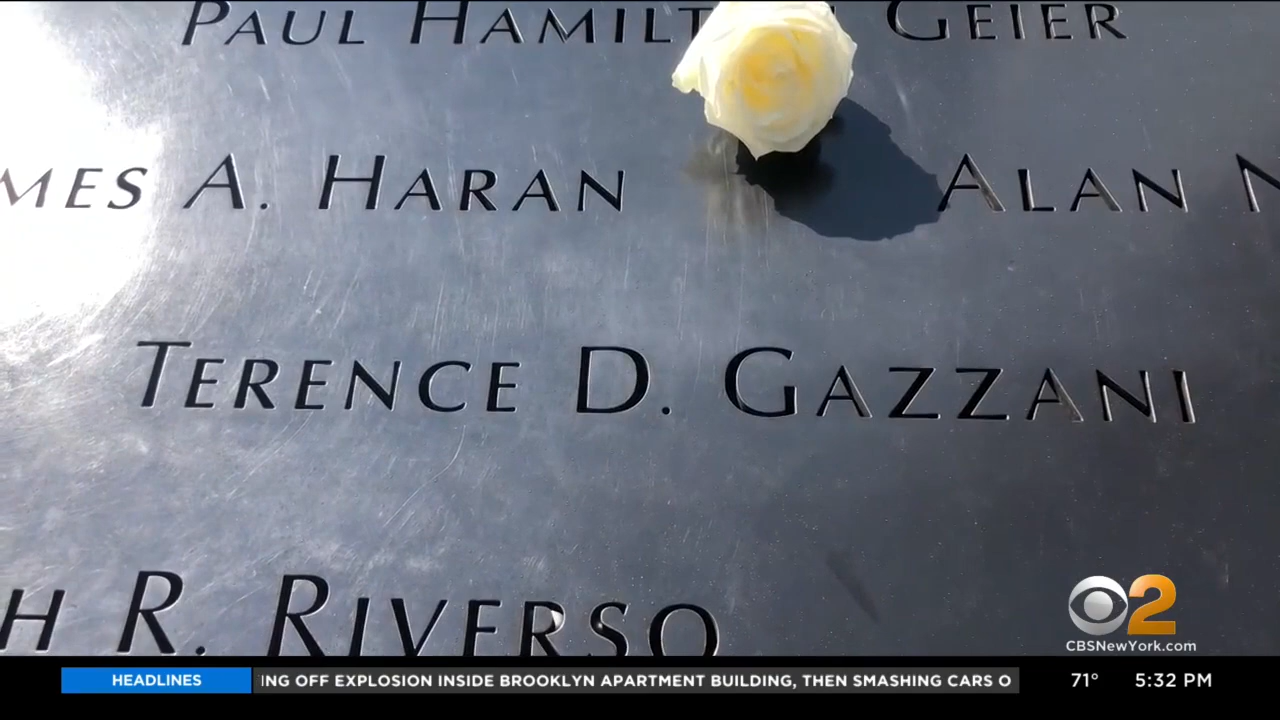 PAUL HAMILT GEIER
MES A. HARAN ALAN
TERENCE D. GAZZANI
H R. RIVERSO
2
CBSNewYork.com
HEADLINES ING OFF EXPLOSION INSIDE BROOKLYN APARTMENT BUILDING, THEN SMASHING CARS O 71° 5:32 PM